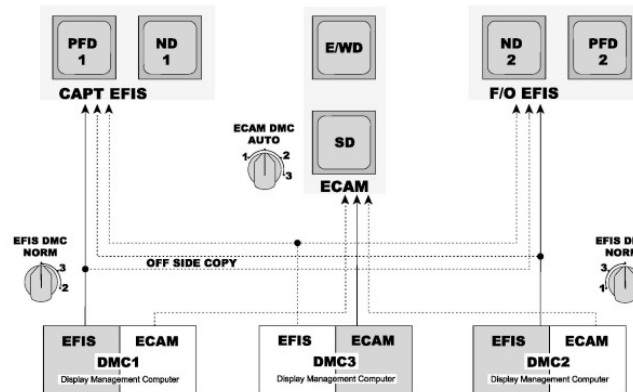 PFD
1
ND
1
CAPT EFIS
E/WD
SD
ECAM
ND
2
PFD
2
F/O EFIS
ECAM DMC
AUTO
1
2
3
EFIS DMC
NORM
3
2
OFF SIDE COPY
3
1
EFIS
ECAM
DMC1
Display Management Computer
EFIS
ECAM
DMC3
Display Management Computer
EFIS
ECAM
DMC2
Display Management Computer